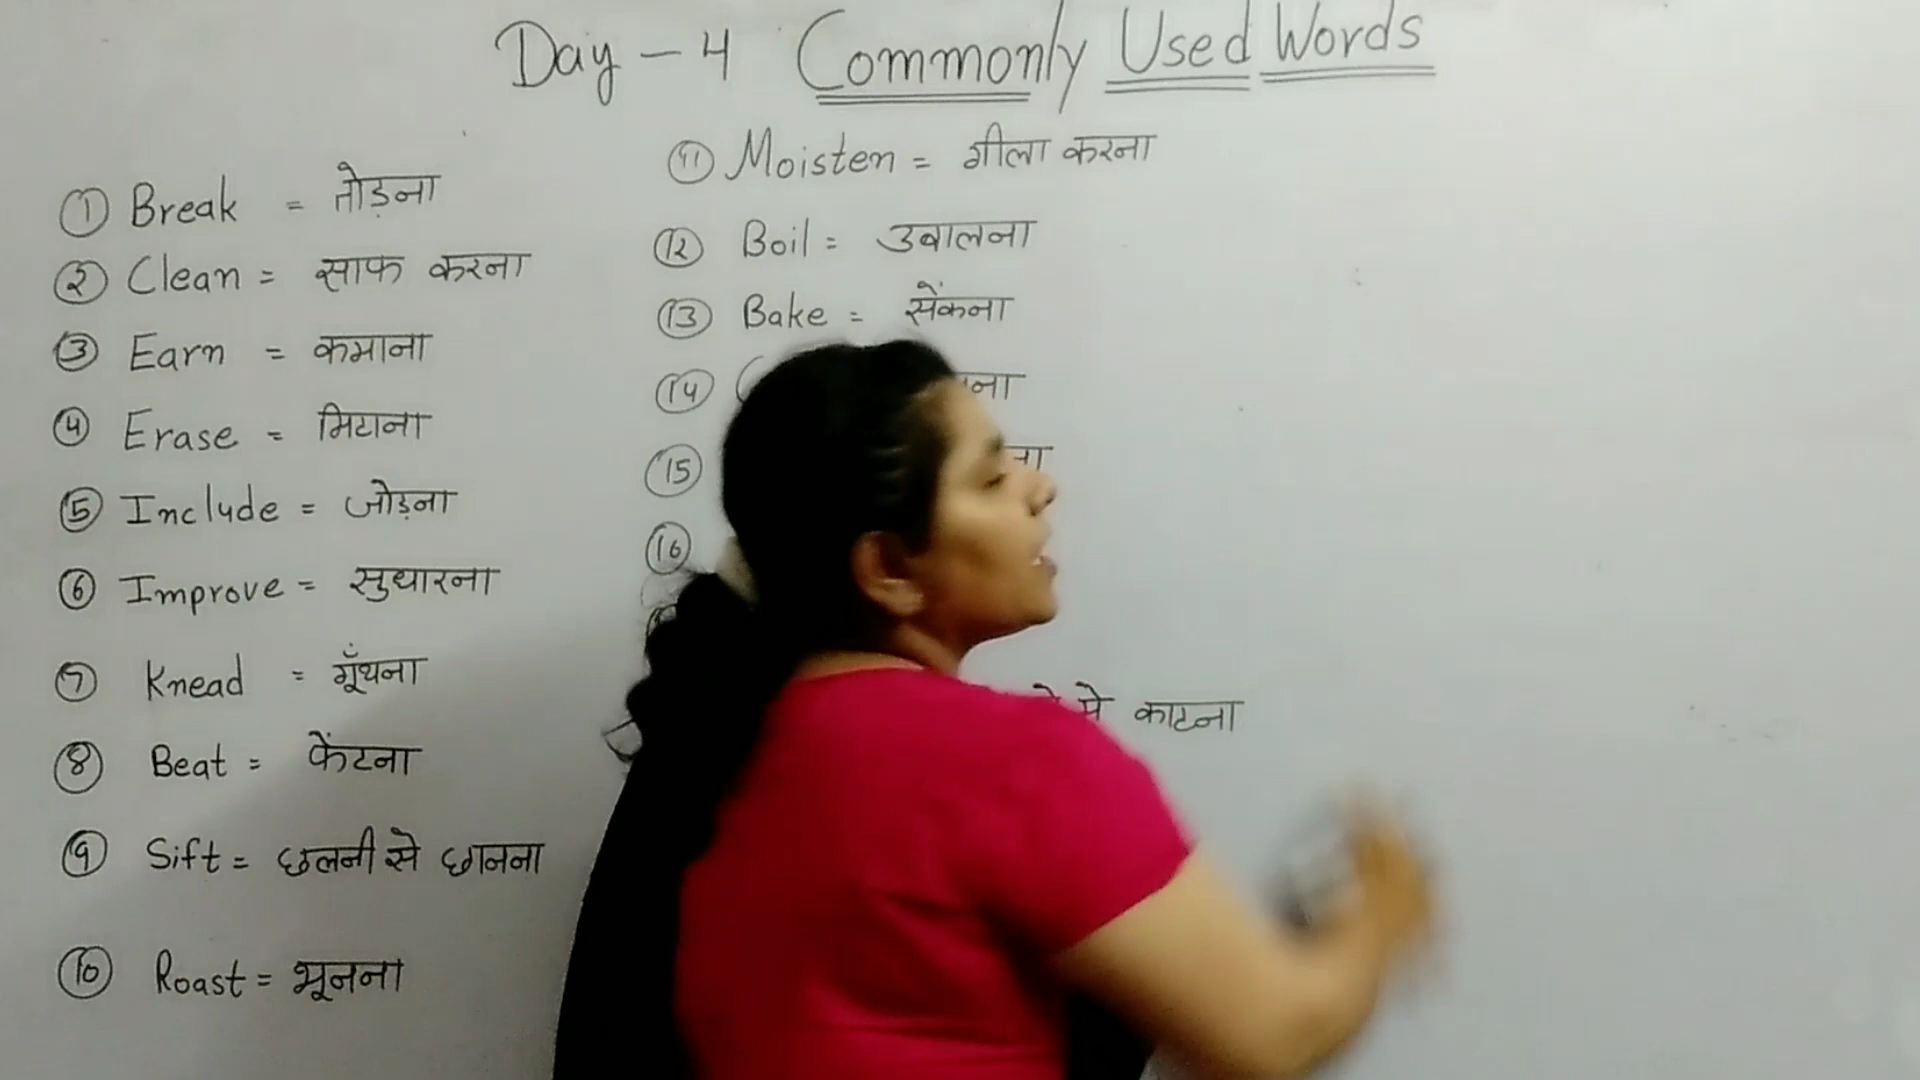 Day - 4 Commonly Used Words
① Break = तोड़ना
② Clean = साफ करना
③ Earn = कमाना
④ Erase = मिटाना
⑤ Include = जोड़ना
⑥ Improve = सुधारना
⑦ Knead = गूँथना
⑧ Beat = फेंटना
⑨ Sift = छलनी से छानना
⑩ Roast = भूनना
⑪ Moisten = गीला करना
⑫ Boil = उबालना
⑬ Bake = सेंकना
⑭
⑮
⑯
मे काटना